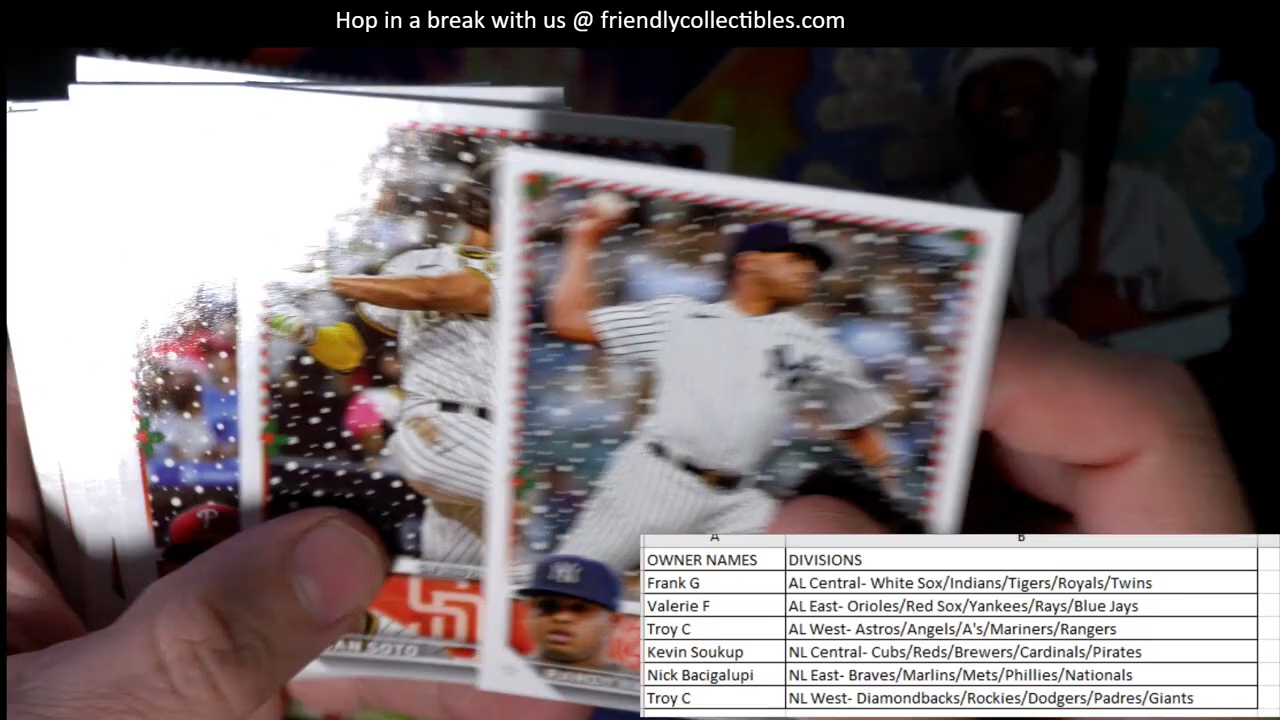 Hop in a break with us @ friendlycollectibles.com
SOTO
A B
OWNER NAMES DIVISIONS
Frank G AL Central- White Sox/Indians/Tigers/Royals/Twins
Valerie F AL East- Orioles/Red Sox/Yankees/Rays/Blue Jays
Troy C AL West- Astros/Angels/A's/Mariners/Rangers
Kevin Soukup NL Central- Cubs/Reds/Brewers/Cardinals/Pirates
Nick Bacigalupi NL East- Braves/Marlins/Mets/Phillies/Nationals
Troy C NL West- Diamondbacks/Rockies/Dodgers/Padres/Giants